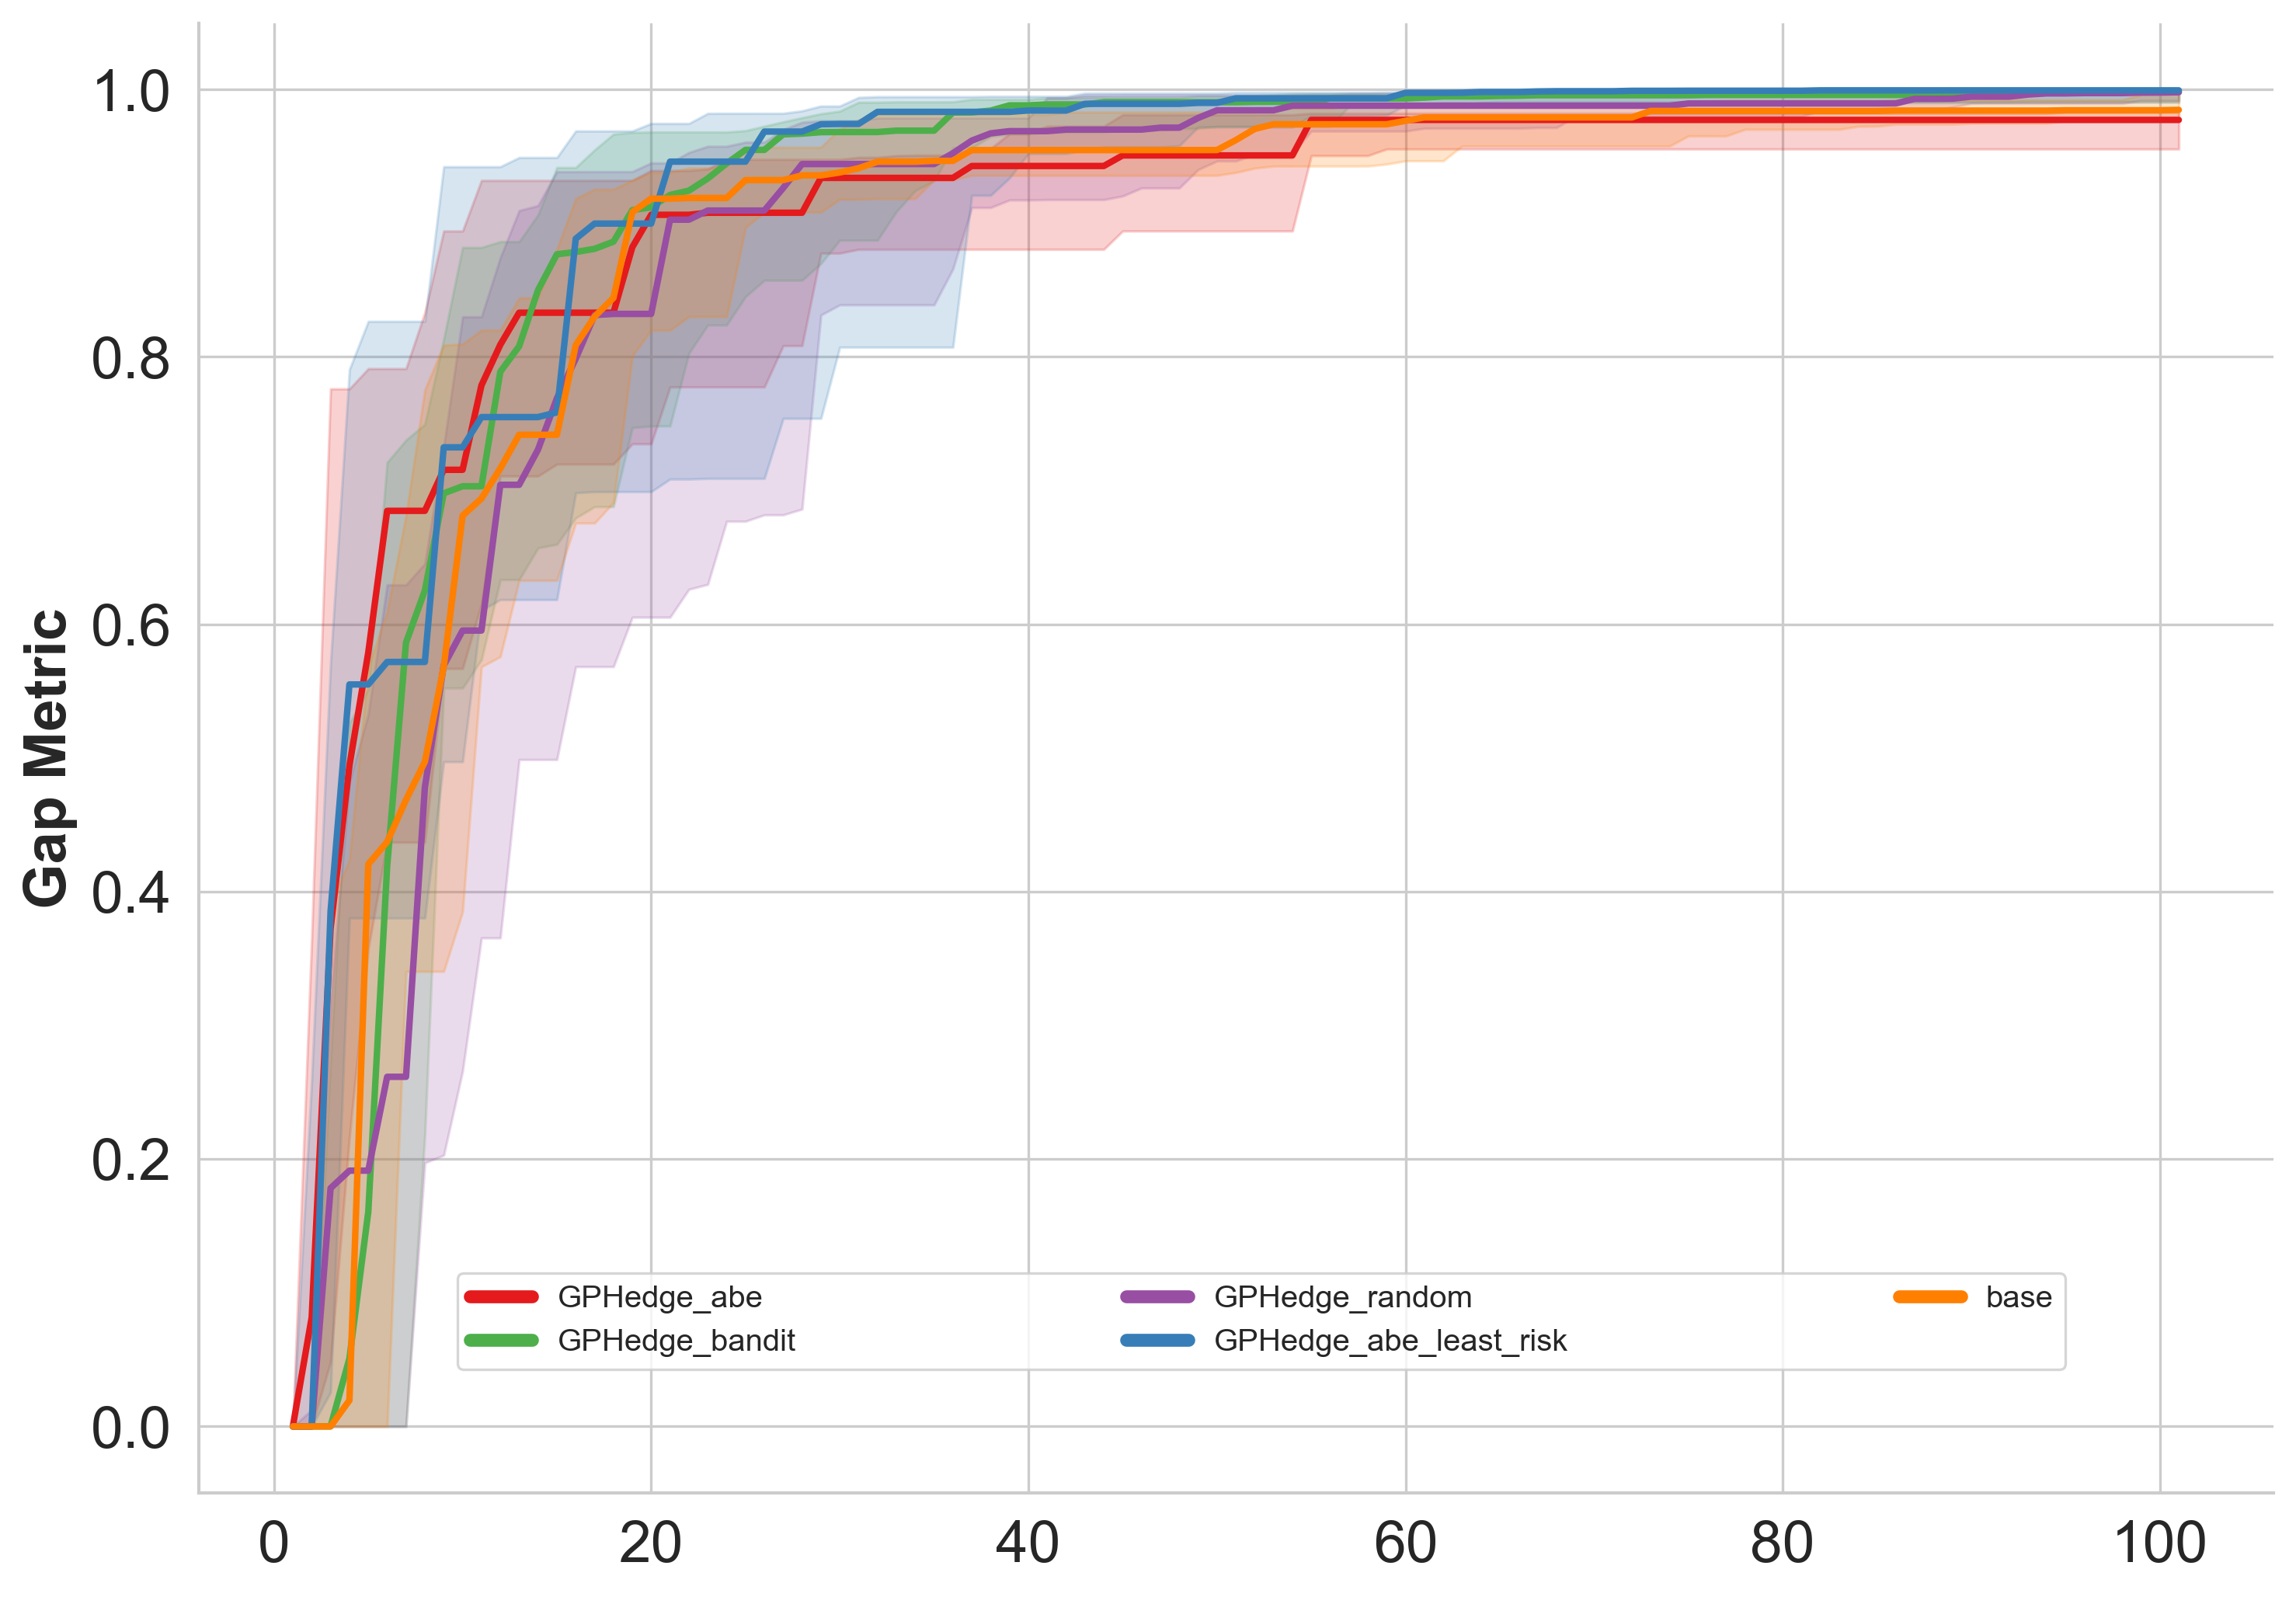 Gap Metric
1.0
0.8
0.6
0.4
0.2
0.0
GPHedge_abe
GPHedge_bandit
GPHedge_random
GPHedge_abe_least_risk
base
0 20 40 60 80 100